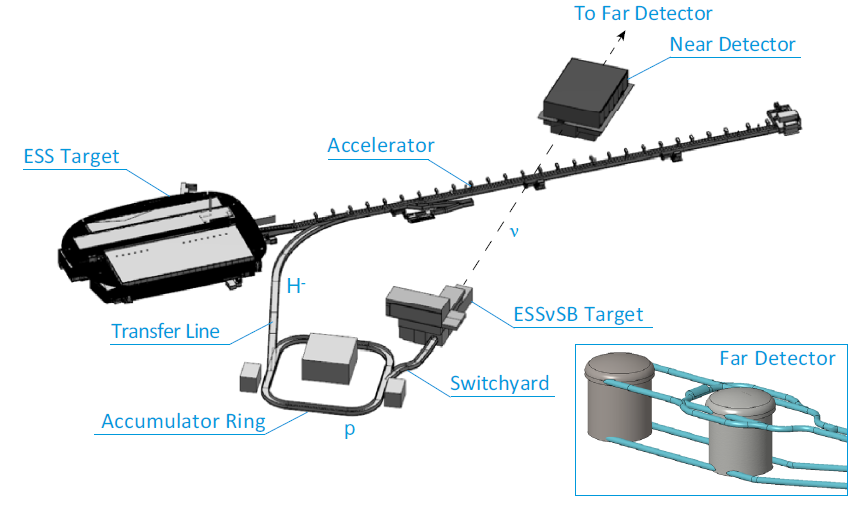 To Far Detector
Near Detector
Accelerator
ESS Target
ν
H-
ESSνSB Target
Transfer Line
Far Detector
Switchyard
Accumulator Ring
p